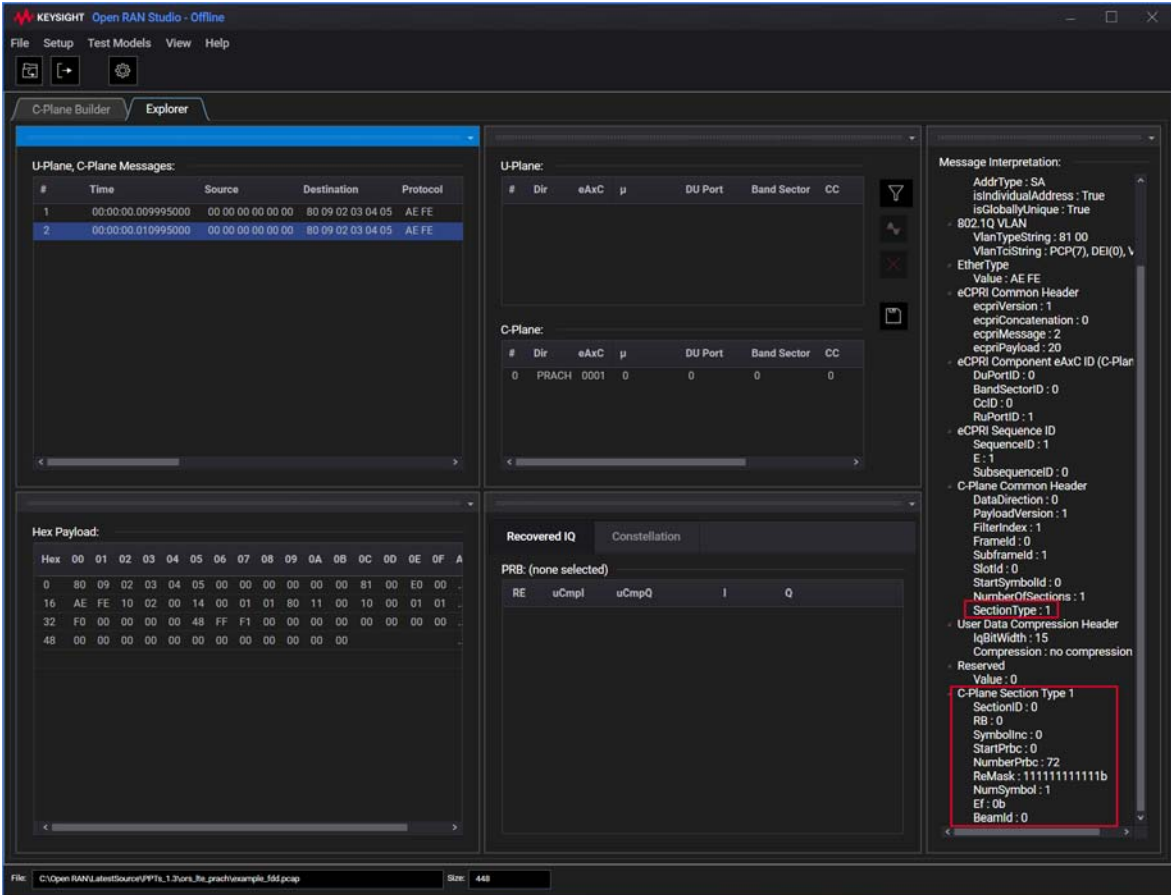 KEYSIGHT Open RAN Studio - Offline
File Setup Test Models View Help
C-Plane Builder Explorer
U-Plane, C-Plane Messages:
# Time Source Destination Protocol
1 00:00:00.009995000 00 00 00 00 00 00 80 09 02 03 04 05 AE FE
2 00:00:00.010995000 00 00 00 00 00 00 80 09 02 03 04 05 AE FE
U-Plane:
# Dir eAxC μ DU Port Band Sector CC
C-Plane:
# Dir eAxC μ DU Port Band Sector CC
0 PRACH 0001 0 0 0 0
Hex Payload:
Hex 00 01 02 03 04 05 06 07 08 09 0A 0B 0C 0D 0E 0F A
0 80 09 02 03 04 05 00 00 00 00 00 00 81 00 E0 00 ..
16 AE FE 10 02 00 14 00 01 01 80 11 00 10 00 01 01 ..
32 F0 00 00 00 00 48 FF F1 00 00 00 00 00 00 00 00 ..
48 00 00 00 00 00 00 00 00 00 00 00 00 ..
Recovered IQ Constellation
PRB: (none selected)
RE uCmpI uCmpQ I Q
Message Interpretation:
AddrType : SA
isIndividualAddress : True
isGloballyUnique : True
802.1Q VLAN
VlanTypeString : 81 00
VlanTciString : PCP(7), DEI(0), V
EtherType
Value : AE FE
eCPRI Common Header
ecpriVersion : 1
ecpriConcatenation : 0
ecpriMessage : 2
ecpriPayload : 20
eCPRI Component eAxC ID (C-Plan
DuPortID : 0
BandSectorID : 0
CcID : 0
RuPortID : 1
eCPRI Sequence ID
SequenceID : 1
E : 1
SubsequenceID : 0
C-Plane Common Header
DataDirection : 0
PayloadVersion : 1
FilterIndex : 1
FrameId : 0
SubframeId : 1
SlotId : 0
StartSymbolId : 0
NumberOfSections : 1
SectionType : 1
User Data Compression Header
IqBitWidth : 15
Compression : no compression
Reserved
Value : 0
C-Plane Section Type 1
SectionID : 0
RB : 0
SymbolInc : 0
StartPrbc : 0
NumberPrbc : 72
ReMask : 111111111111b
NumSymbol : 1
Ef : 0b
BeamId : 0
File: C:\Open RAN\LatestSource\PPTs_1.3\ors_lte_prach\example_fdd.pcap Size: 448